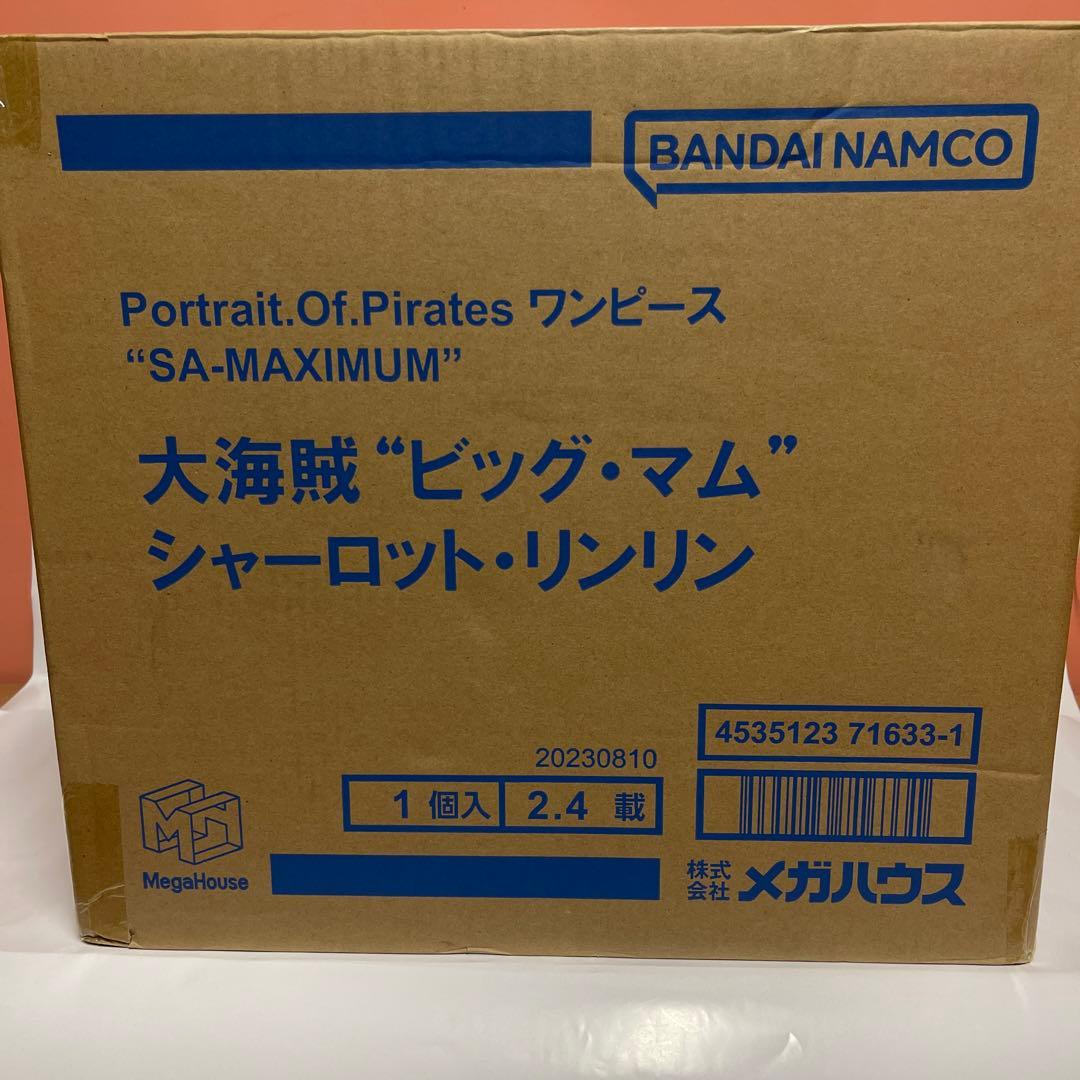 BANDAI NAMCO
Portrait.Of.Pirates ワンピース
“SA-MAXIMUM”
大海賊“ビッグ・マム”
シャーロット・リンリン
4535123 71633-1
20230810
1 個入 2.4 載
MegaHouse
株式会社 メガハウス